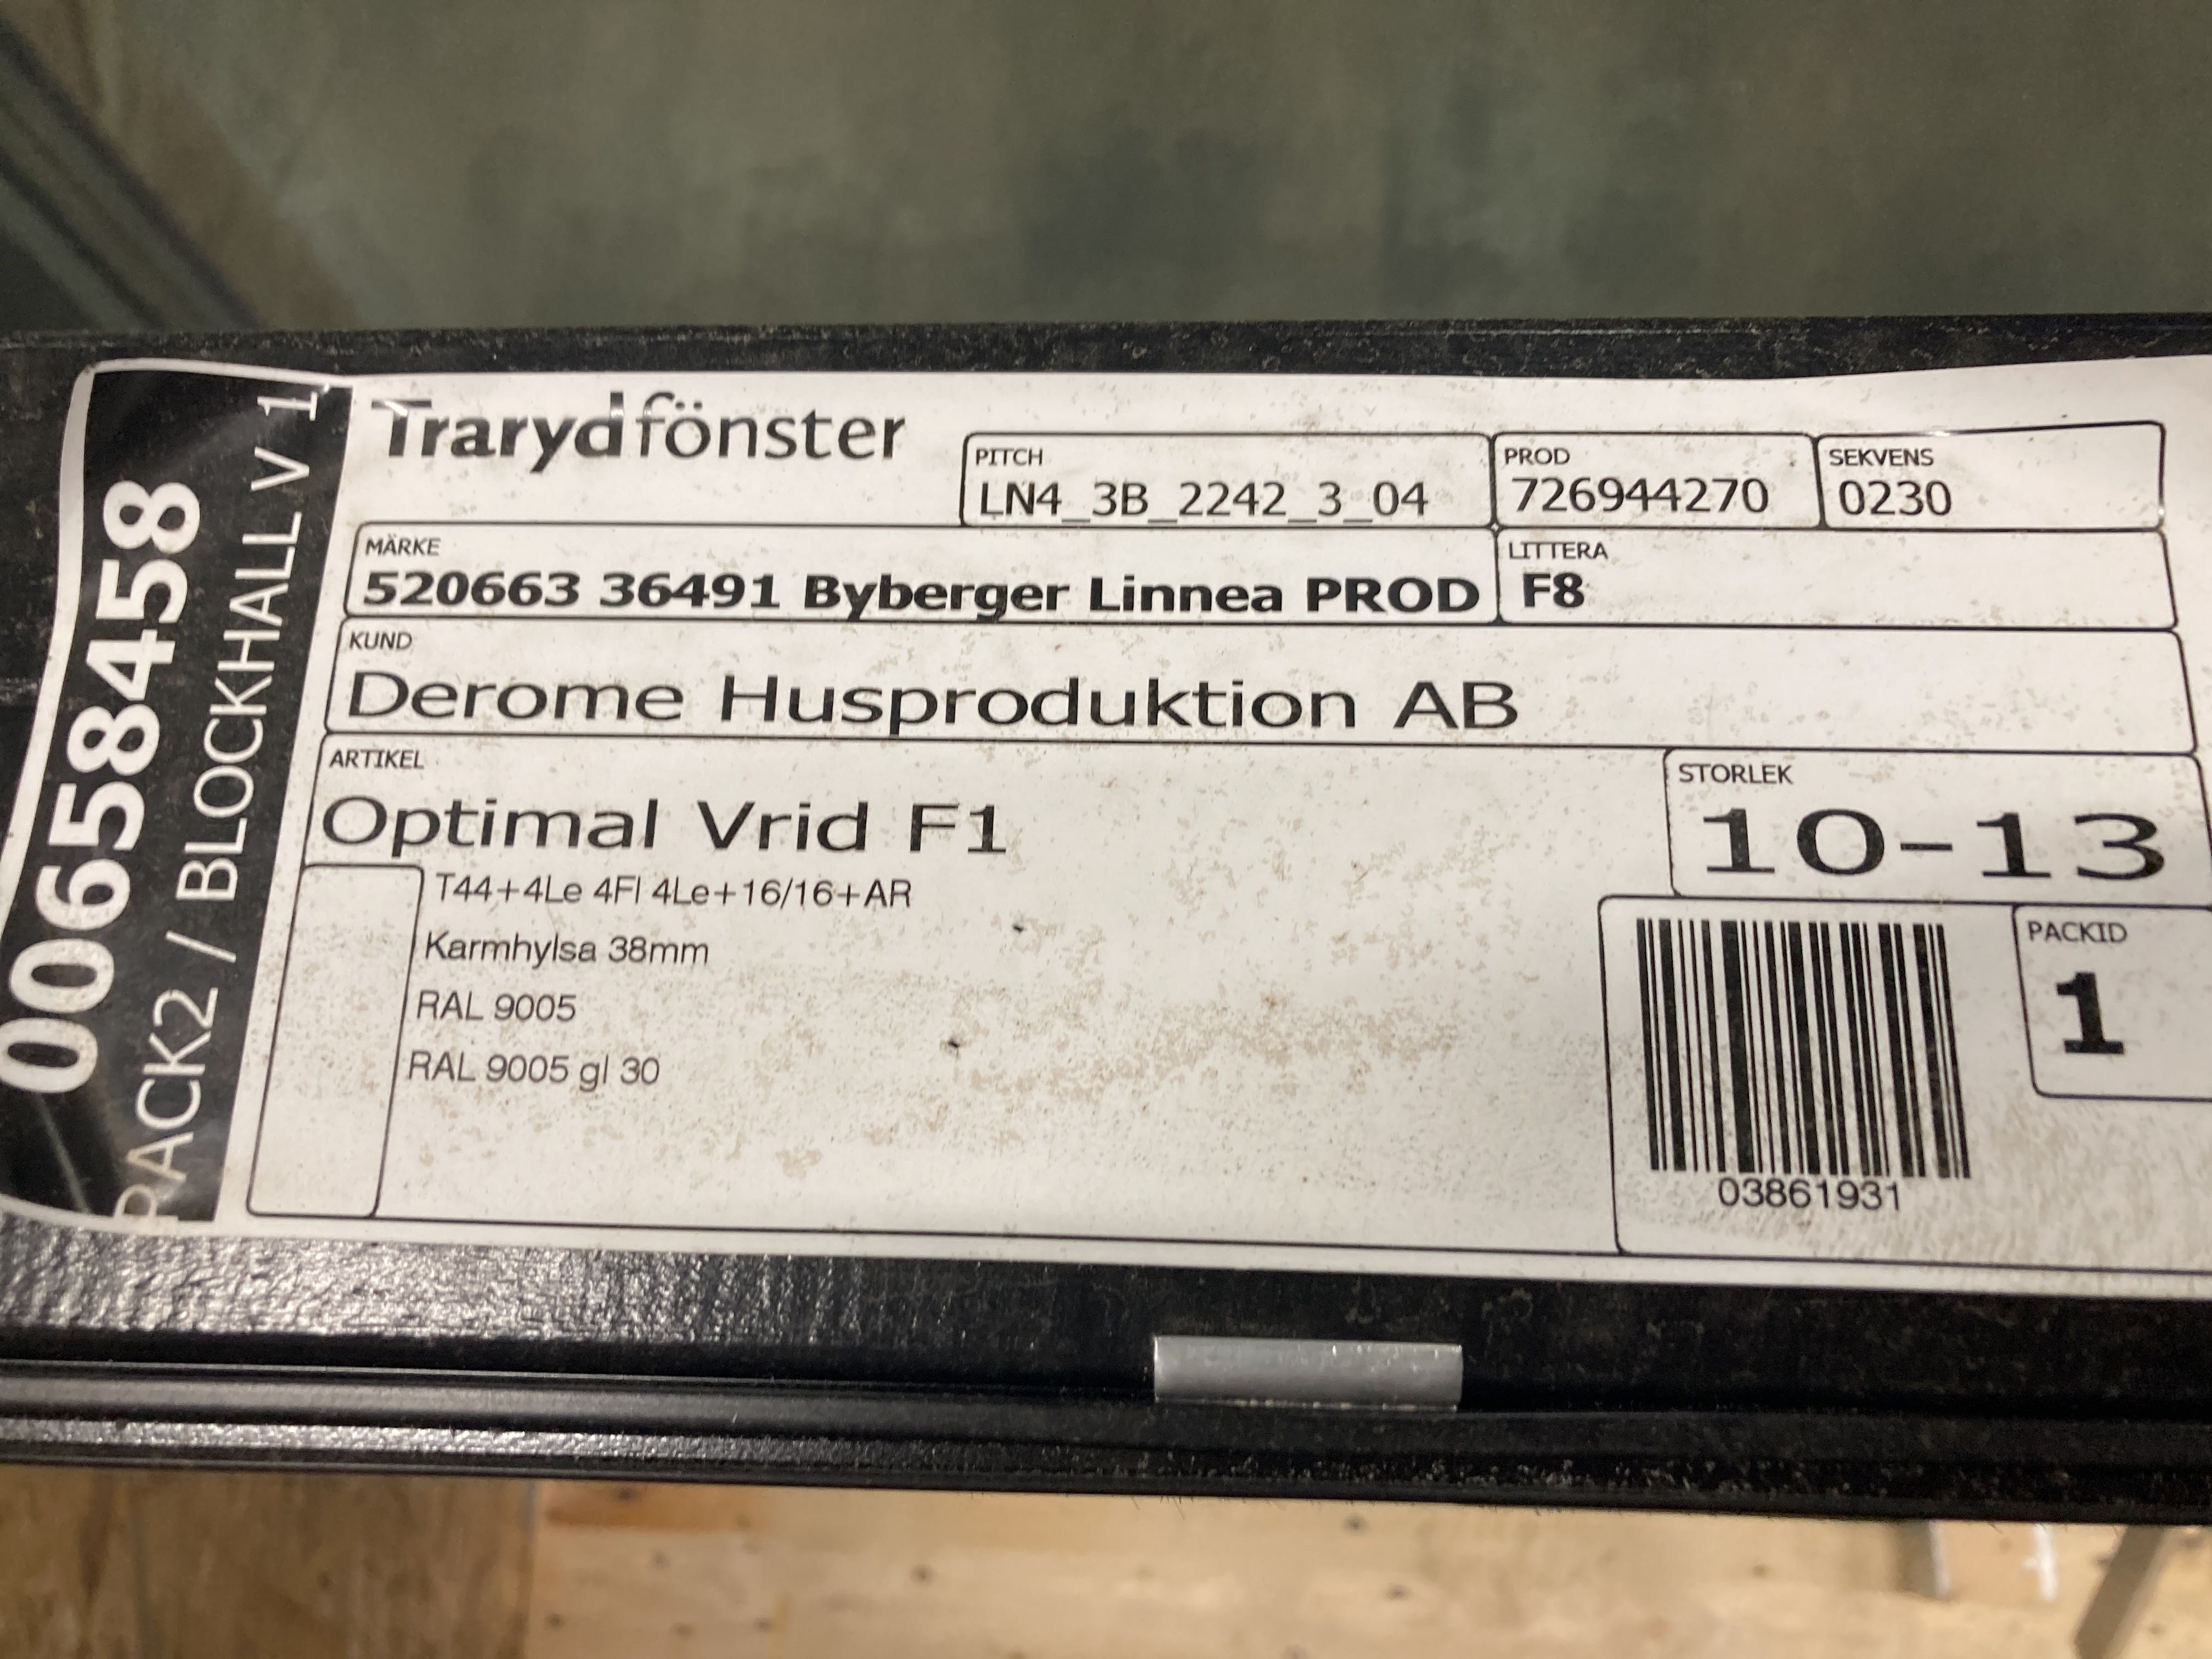 00658458
PACK2 / BLOCKHALL V 1
Trarydfönster
PITCH
LN4_3B_2242_3_04
PROD
726944270
SEKVENS
0230
MÄRKE
520663 36491 Byberger Linnea PROD
LITTERA
F8
KUND
Derome Husproduktion AB
ARTIKEL
Optimal Vrid F1
STORLEK
10-13
T44+4Le 4Fl 4Le+16/16+AR
Karmhylsa 38mm
RAL 9005
RAL 9005 gl 30
03861931
PACKID
1